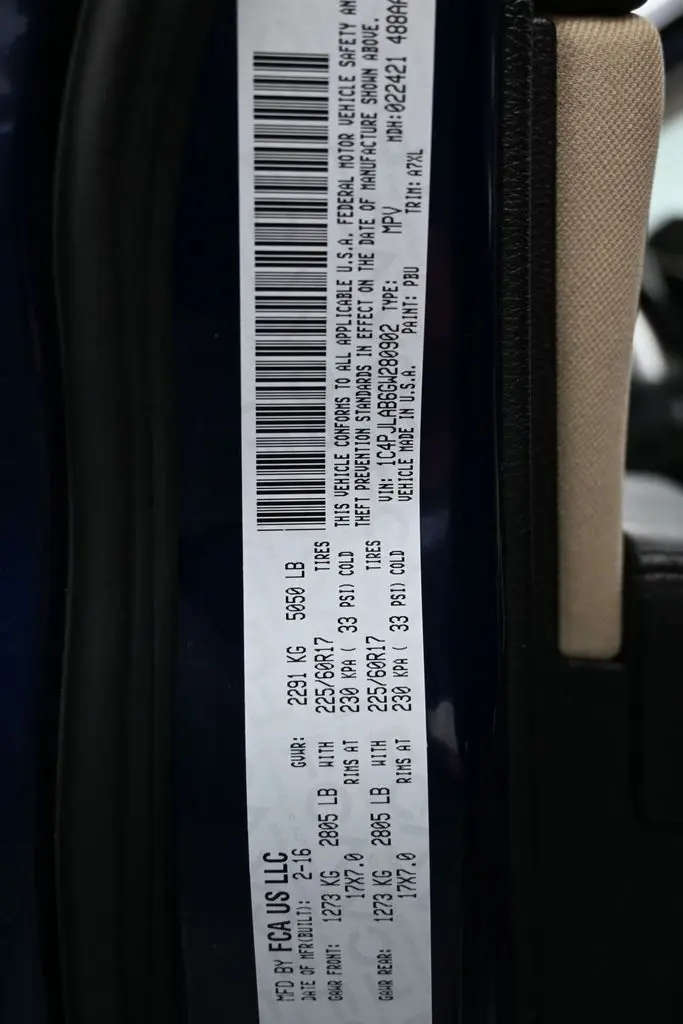 MFD BY FCA US LLC
DATE OF MFR(BUILT): 2-16 GVWR: 2291 KG 5050 LB
GAWR FRONT: 1273 KG 2805 LB WITH 225/60R17 TIRES
17X7.0 RIMS AT 230 KPA ( 33 PSI) COLD
GAWR REAR: 1273 KG 2805 LB WITH 225/60R17 TIRES
17X7.0 RIMS AT 230 KPA ( 33 PSI) COLD
THIS VEHICLE CONFORMS TO ALL APPLICABLE U.S.A. FEDERAL MOTOR VEHICLE SAFETY AN
THEFT PREVENTION STANDARDS IN EFFECT ON THE DATE OF MANUFACTURE SHOWN ABOVE.
VIN: 1C4PJLAB6GW280902 TYPE: MPV MDH:022421 488A
VEHICLE MADE IN U.S.A. PAINT: PBU TRIM: A7XL